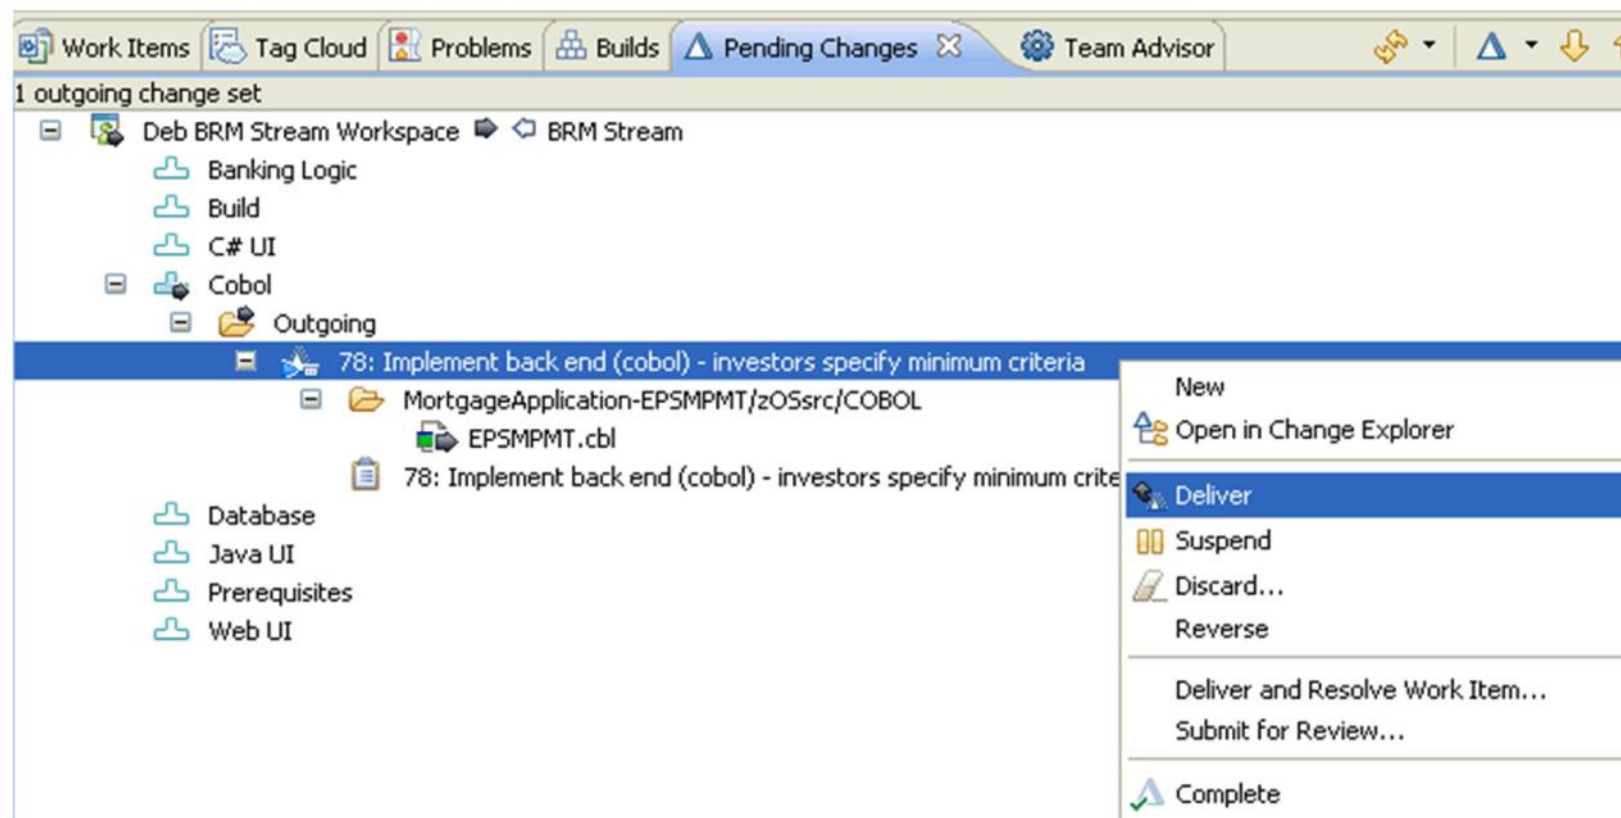 Work Items Tag Cloud Problems Builds Pending Changes Team Advisor
1 outgoing change set
Deb BRM Stream Workspace BRM Stream
Banking Logic
Build
C# UI
Cobol
Outgoing
78: Implement back end (cobol) - investors specify minimum criteria
MortgageApplication-EPSMPMT/zOSsrc/COBOL
EPSMPMT.cbl
78: Implement back end (cobol) - investors specify minimum crite
Database
Java UI
Prerequisites
Web UI
New
Open in Change Explorer
Deliver
Suspend
Discard...
Reverse
Deliver and Resolve Work Item...
Submit for Review...
Complete